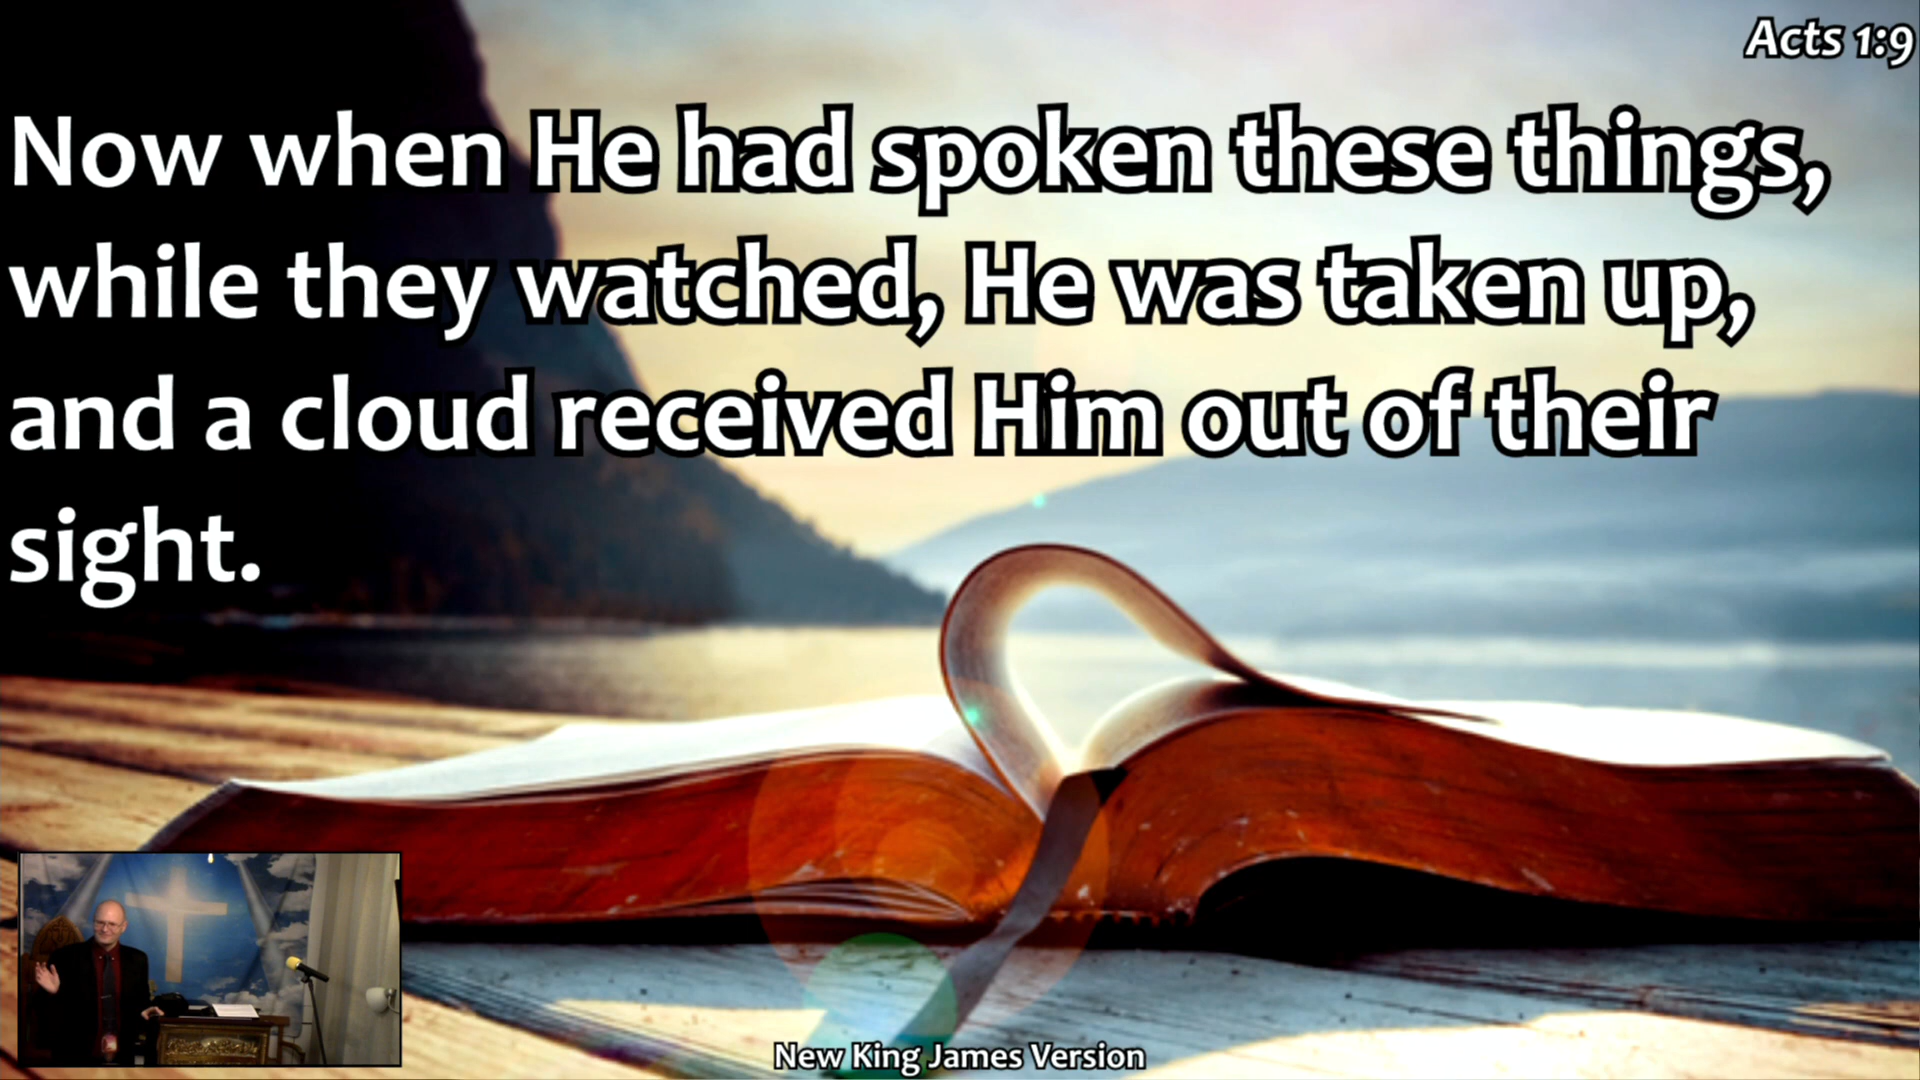 Acts 1:9
Now when He had spoken these things,
while they watched, He was taken up,
and a cloud received Him out of their
sight.
New King James Version